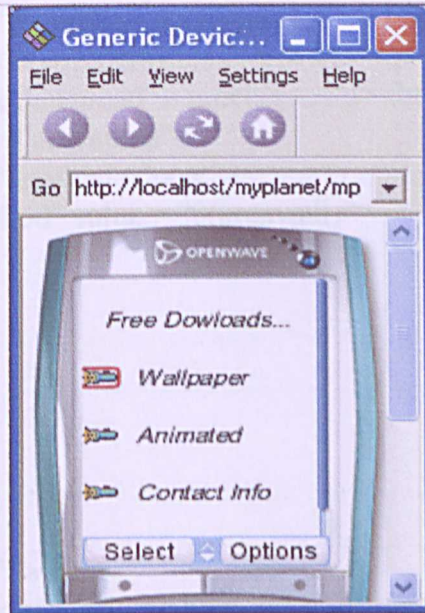 Generic Devic...
File Edit View Settings Help
Go http://localhost/myplanet/mp
OPENWAVE
Free Dowloads...
Wallpaper
Animated
Contact Info
Select Options